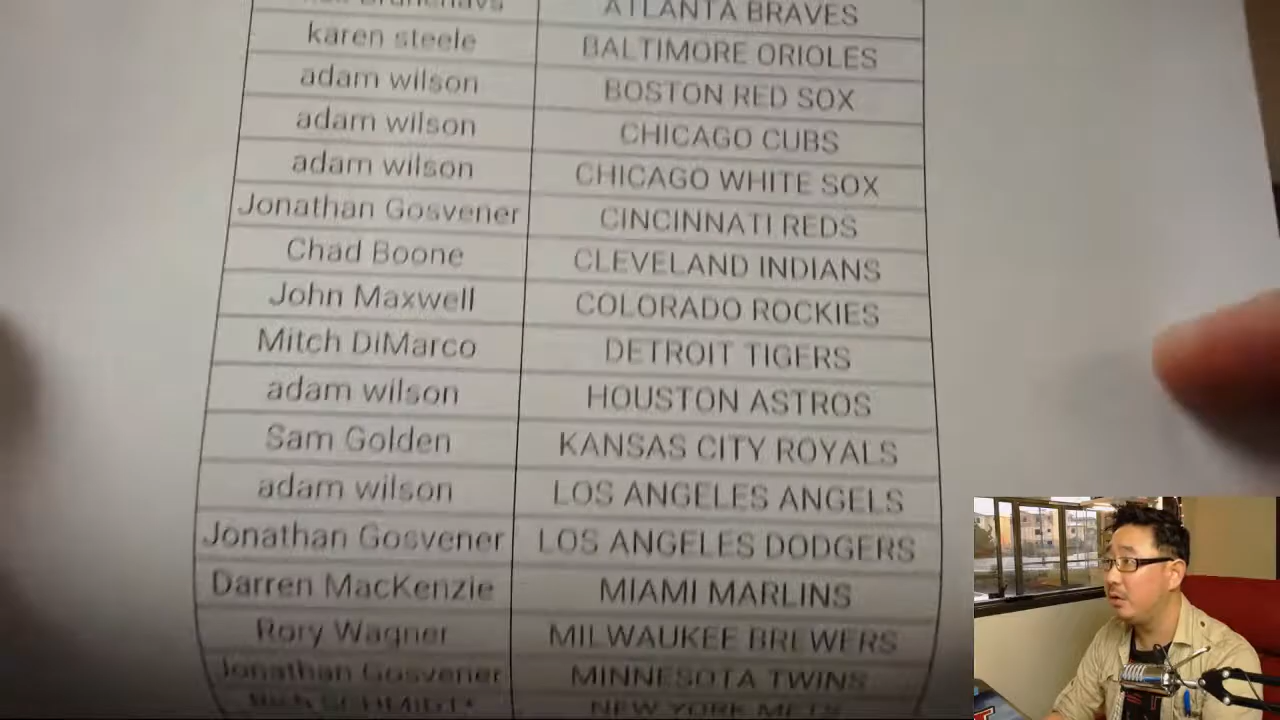 ATLANTA BRAVES
karen steele BALTIMORE ORIOLES
adam wilson BOSTON RED SOX
adam wilson CHICAGO CUBS
adam wilson CHICAGO WHITE SOX
Jonathan Gosvener CINCINNATI REDS
Chad Boone CLEVELAND INDIANS
John Maxwell COLORADO ROCKIES
Mitch DiMarco DETROIT TIGERS
adam wilson HOUSTON ASTROS
Sam Golden KANSAS CITY ROYALS
adam wilson LOS ANGELES ANGELS
Jonathan Gosvener LOS ANGELES DODGERS
Darren MacKenzie MIAMI MARLINS
Rory Wagner MILWAUKEE BREWERS
Jonathan Gosvener MINNESOTA TWINS
NEW YORK METS